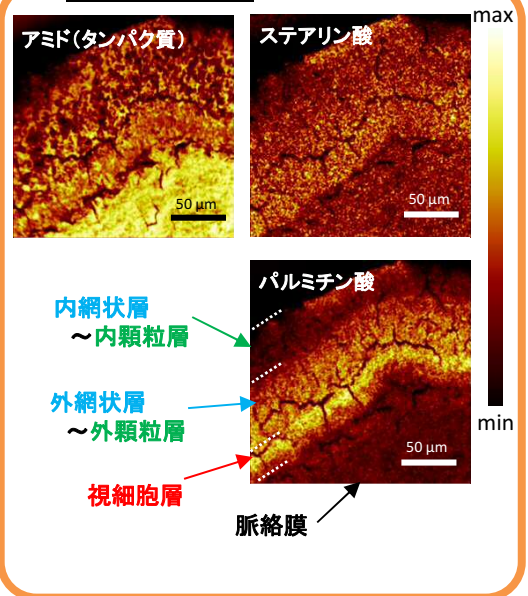 アミド(タンパク質)
ステアリン酸
max
50 µm
50 µm
パルミチン酸
内網状層
～内顆粒層
外網状層
～外顆粒層
min
50 µm
視細胞層
脈絡膜